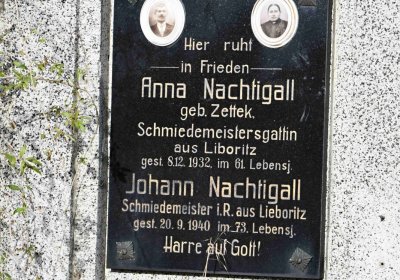 Hier ruht
in Frieden
Anna Nachtigall
geb. Zettek,
Schmiedemeistersgattin
aus Liboritz
gest. 8.12.1932, im 61. Lebensj.
Johann Nachtigall
Schmiedemeister i.R. aus Lieboritz
gest. 20.9.1940 im 73. Lebensj.
Harre auf Gott!